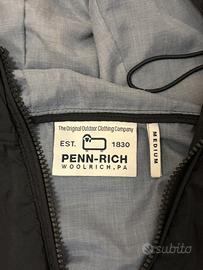 The Original Outdoor Clothing Company
EST. 1830
PENN-RICH
WOOLRICH, PA
MEDIUM
subito